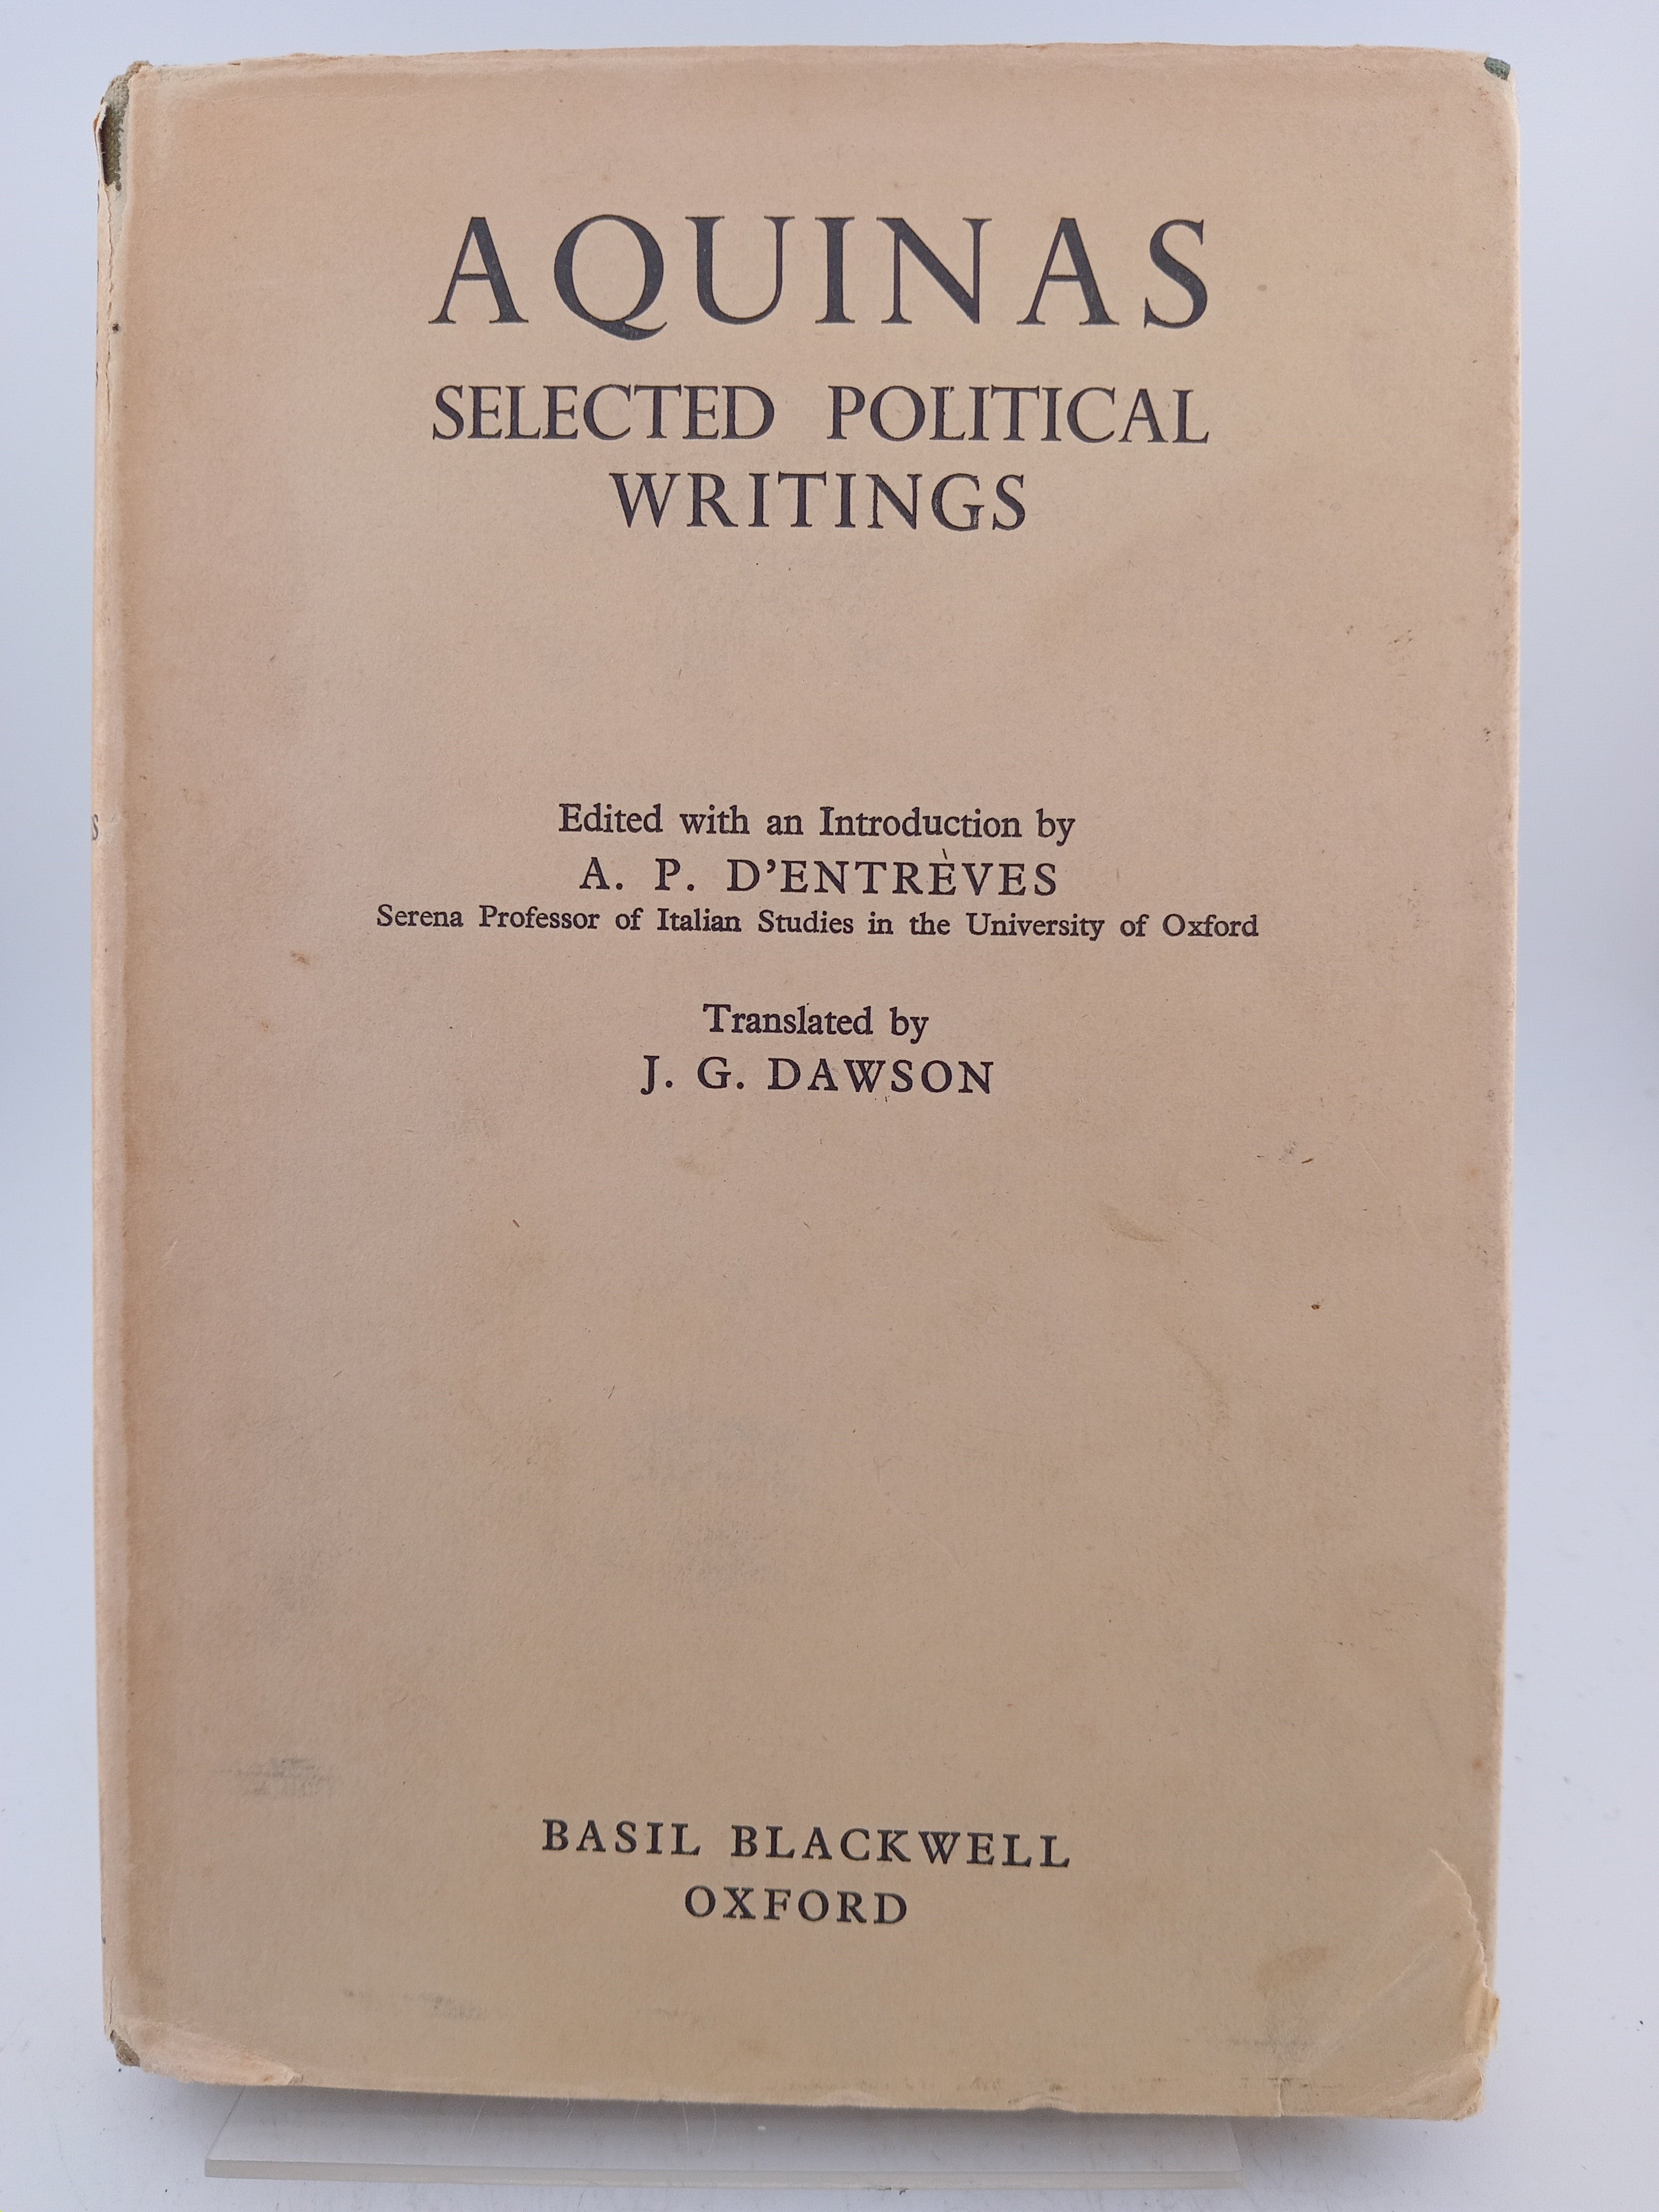 AQUINAS
SELECTED POLITICAL
WRITINGS
Edited with an Introduction by
A. P. D’ENTRÈVES
Serena Professor of Italian Studies in the University of Oxford
Translated by
J. G. DAWSON
BASIL BLACKWELL
OXFORD